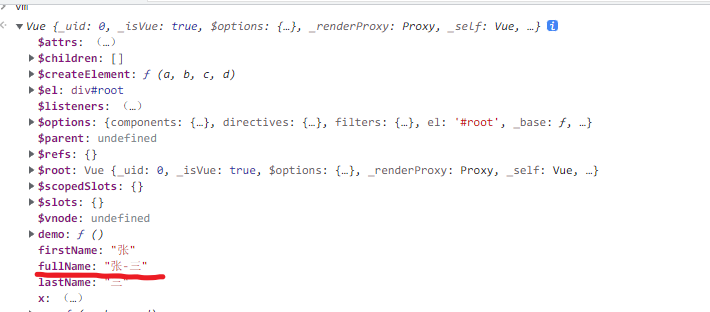 vm
Vue {_uid: 0, _isVue: true, $options: {…}, _renderProxy: Proxy, _self: Vue, …} i
$attrs: (…)
$children: []
$createElement: ƒ (a, b, c, d)
$el: div#root
$listeners: (…)
$options: {components: {…}, directives: {…}, filters: {…}, el: '#root', _base: ƒ, …}
$parent: undefined
$refs: {}
$root: Vue {_uid: 0, _isVue: true, $options: {…}, _renderProxy: Proxy, _self: Vue, …}
$scopedSlots: {}
$slots: {}
$vnode: undefined
demo: ƒ ()
firstName: "张"
fullName: "张-三"
lastName: "三"
x: (…)